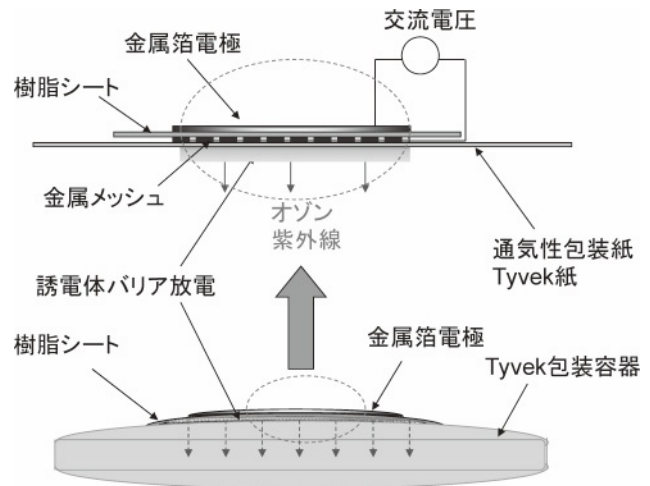 交流電圧
金属箔電極
樹脂シート
金属メッシュ
オゾン
紫外線
通気性包装紙
Tyvek紙
誘電体バリア放電
樹脂シート
金属箔電極
Tyvek包装容器